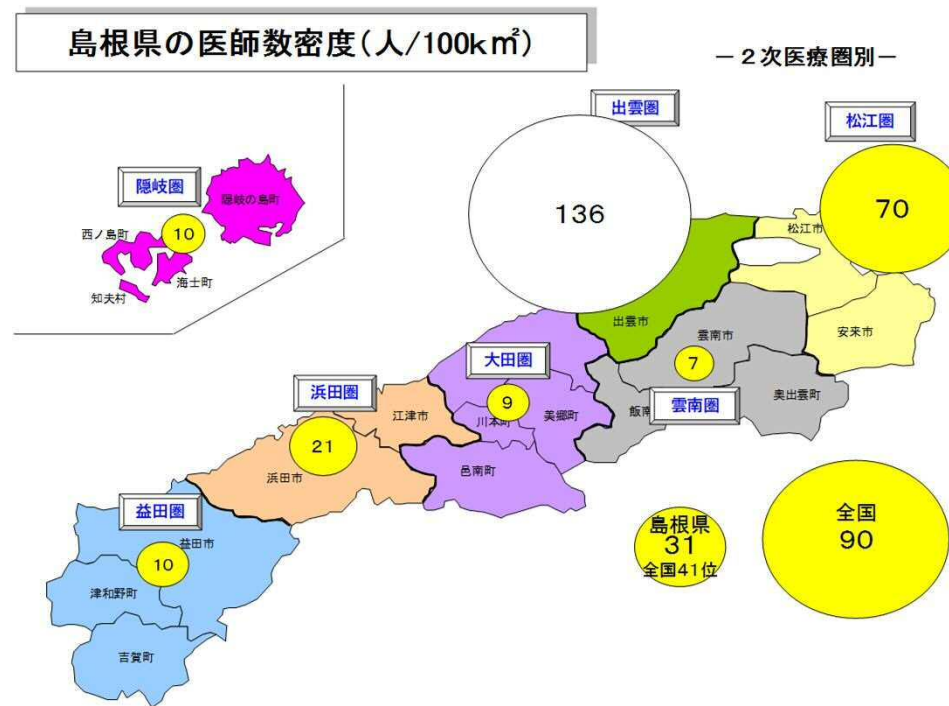 島根県の医師数密度(人/100k㎡)
－２次医療圏別－
出雲圏
松江圏
隠岐圏
136
70
隠岐の島町
10
西ノ島町
海士町
知夫村
松江市
出雲市
雲南市
安来市
大田圏
7
浜田圏
9
雲南圏
奥出雲町
飯南
江津市
川本町
美郷町
21
浜田市
邑南町
益田圏
益田市
10
津和野町
吉賀町
島根県
31
全国41位
全国
90